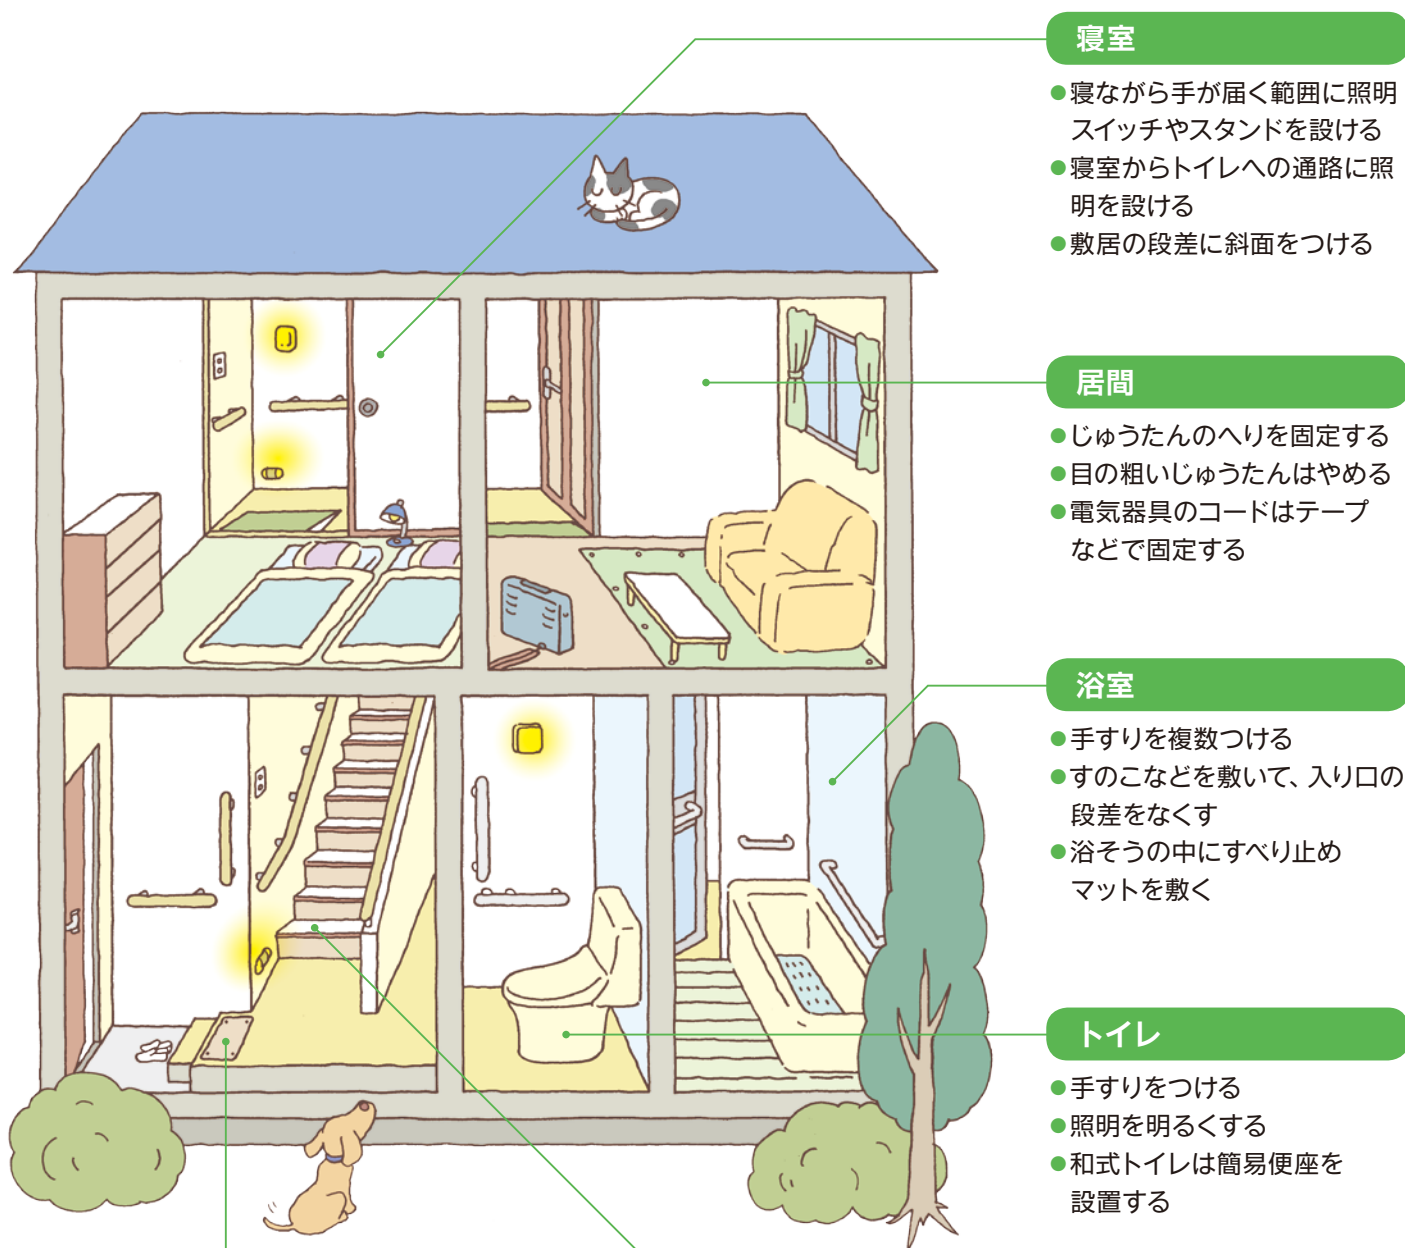 寝室
●寝ながら手が届く範囲に照明
スイッチやスタンドを設ける
●寝室からトイレへの通路に照
明を設ける
●敷居の段差に斜面をつける
居間
●じゅうたんのへりを固定する
●目の粗いじゅうたんはやめる
●電気器具のコードはテープ
などで固定する
浴室
●手すりを複数つける
●すのこなどを敷いて、入り口の
段差をなくす
●浴そうの中にすべり止め
マットを敷く
トイレ
●手すりをつける
●照明を明るくする
●和式トイレは簡易便座を
設置する